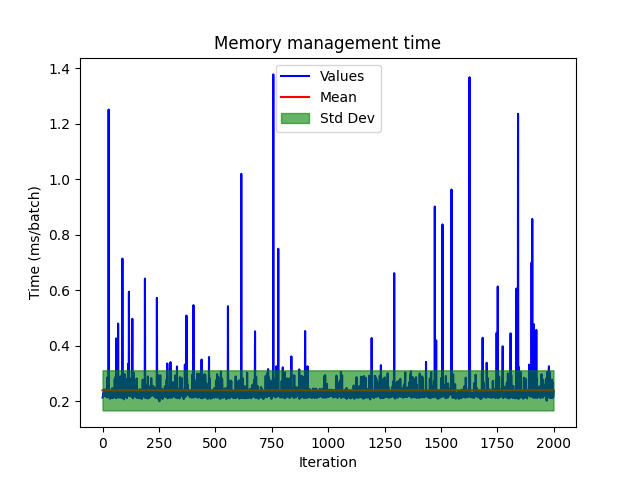 Memory management time
Values
Mean
Std Dev
Time (ms/batch)
1.4
1.2
1.0
0.8
0.6
0.4
0.2
0 250 500 750 1000 1250 1500 1750 2000
Iteration